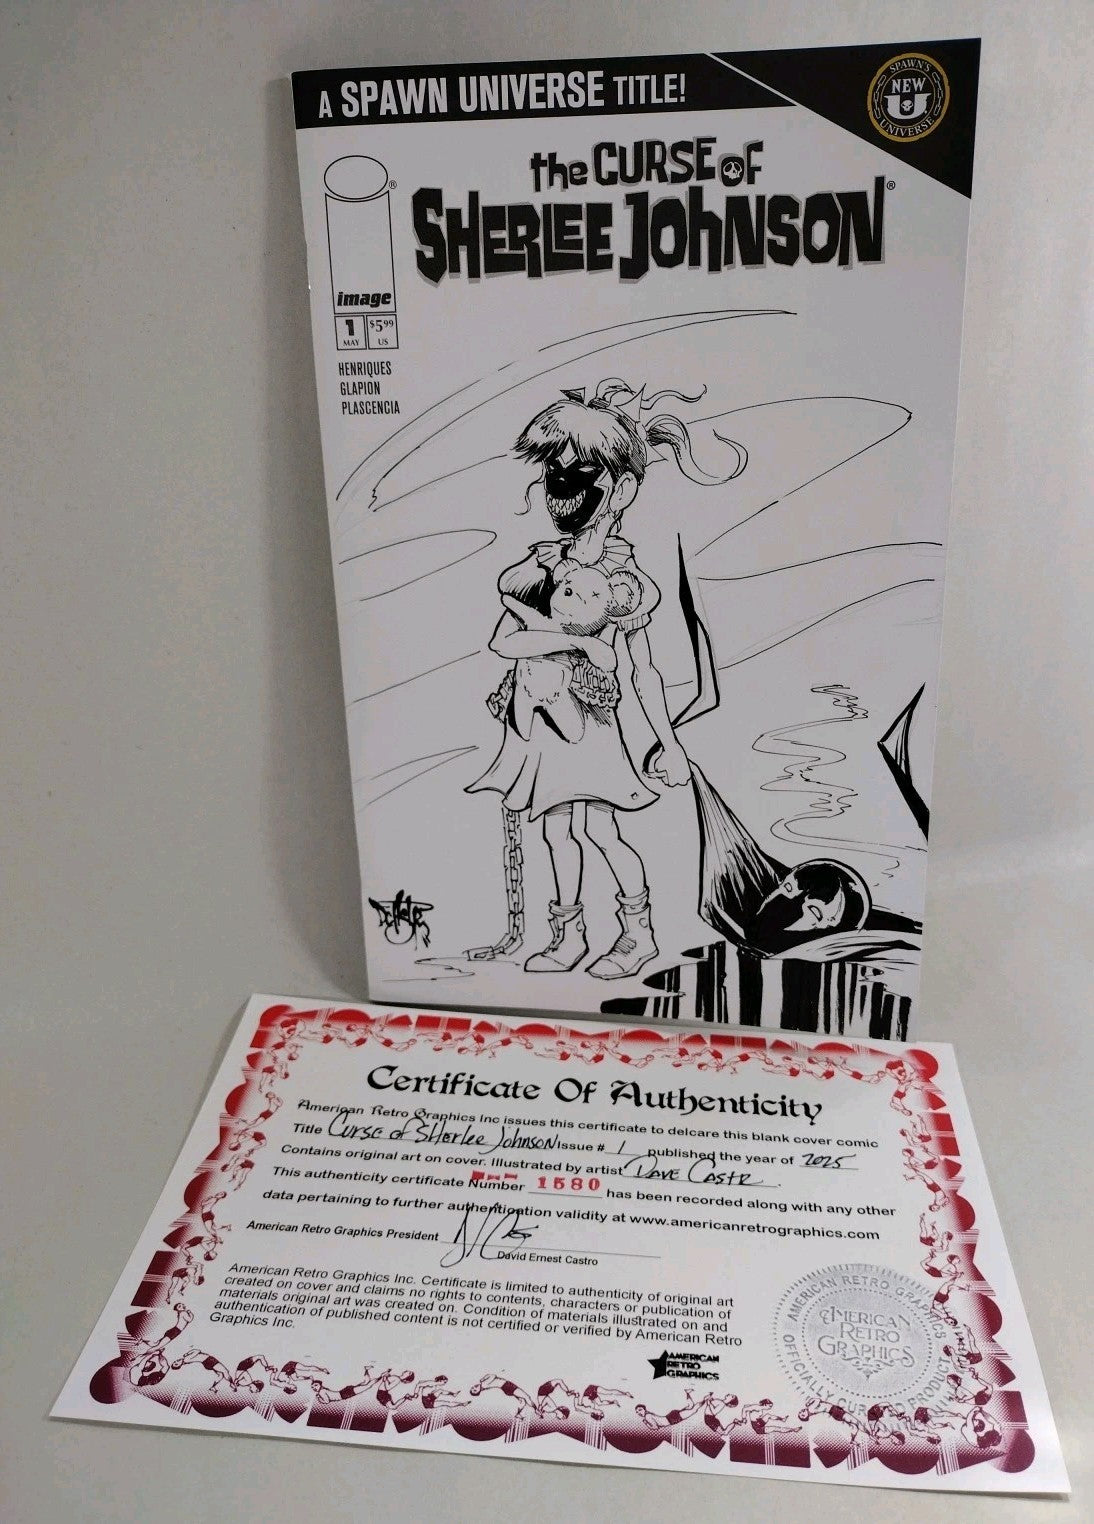 A SPAWN UNIVERSE TITLE!
SPAWN'S
NEW
U
UNIVERSE
the CURSE of
SHERLEE JOHNSON®
®
image
1 $5.99
MAY US
HENRIQUES
GLAPION
PLASCENCIA
Certificate Of Authenticity
American Retro Graphics Inc issues this certificate to delcare this blank cover comic
Title Curse of Sherlee Johnson Issue # 1 published the year of 2025
Contains original art on cover. Illustrated by artist Dave Castr .
This authenticity certificate Number 1580 has been recorded along with any other
data pertaining to further authentication validity at www.americanretrographics.com
American Retro Graphics President
David Ernest Castro
American Retro Graphics Inc. Certificate is limited to authenticity of original art
created on cover and claims no rights to contents, characters or publication of
materials original art was created on. Condition of materials illustrated on and
authentication of published content is not certified or verified by American Retro
Graphics Inc.
AMERICAN
RETRO
GRAPHICS
AMERICAN RETRO GRAPHICS
AMERICAN
RETRO
GRAPHICS
OFFICIALLY CURATED PRODUCT